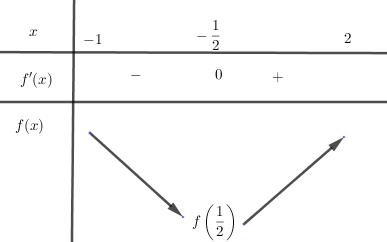 x −1 −1/2 2
f′(x) − 0 +
f(x)
f(1/2)